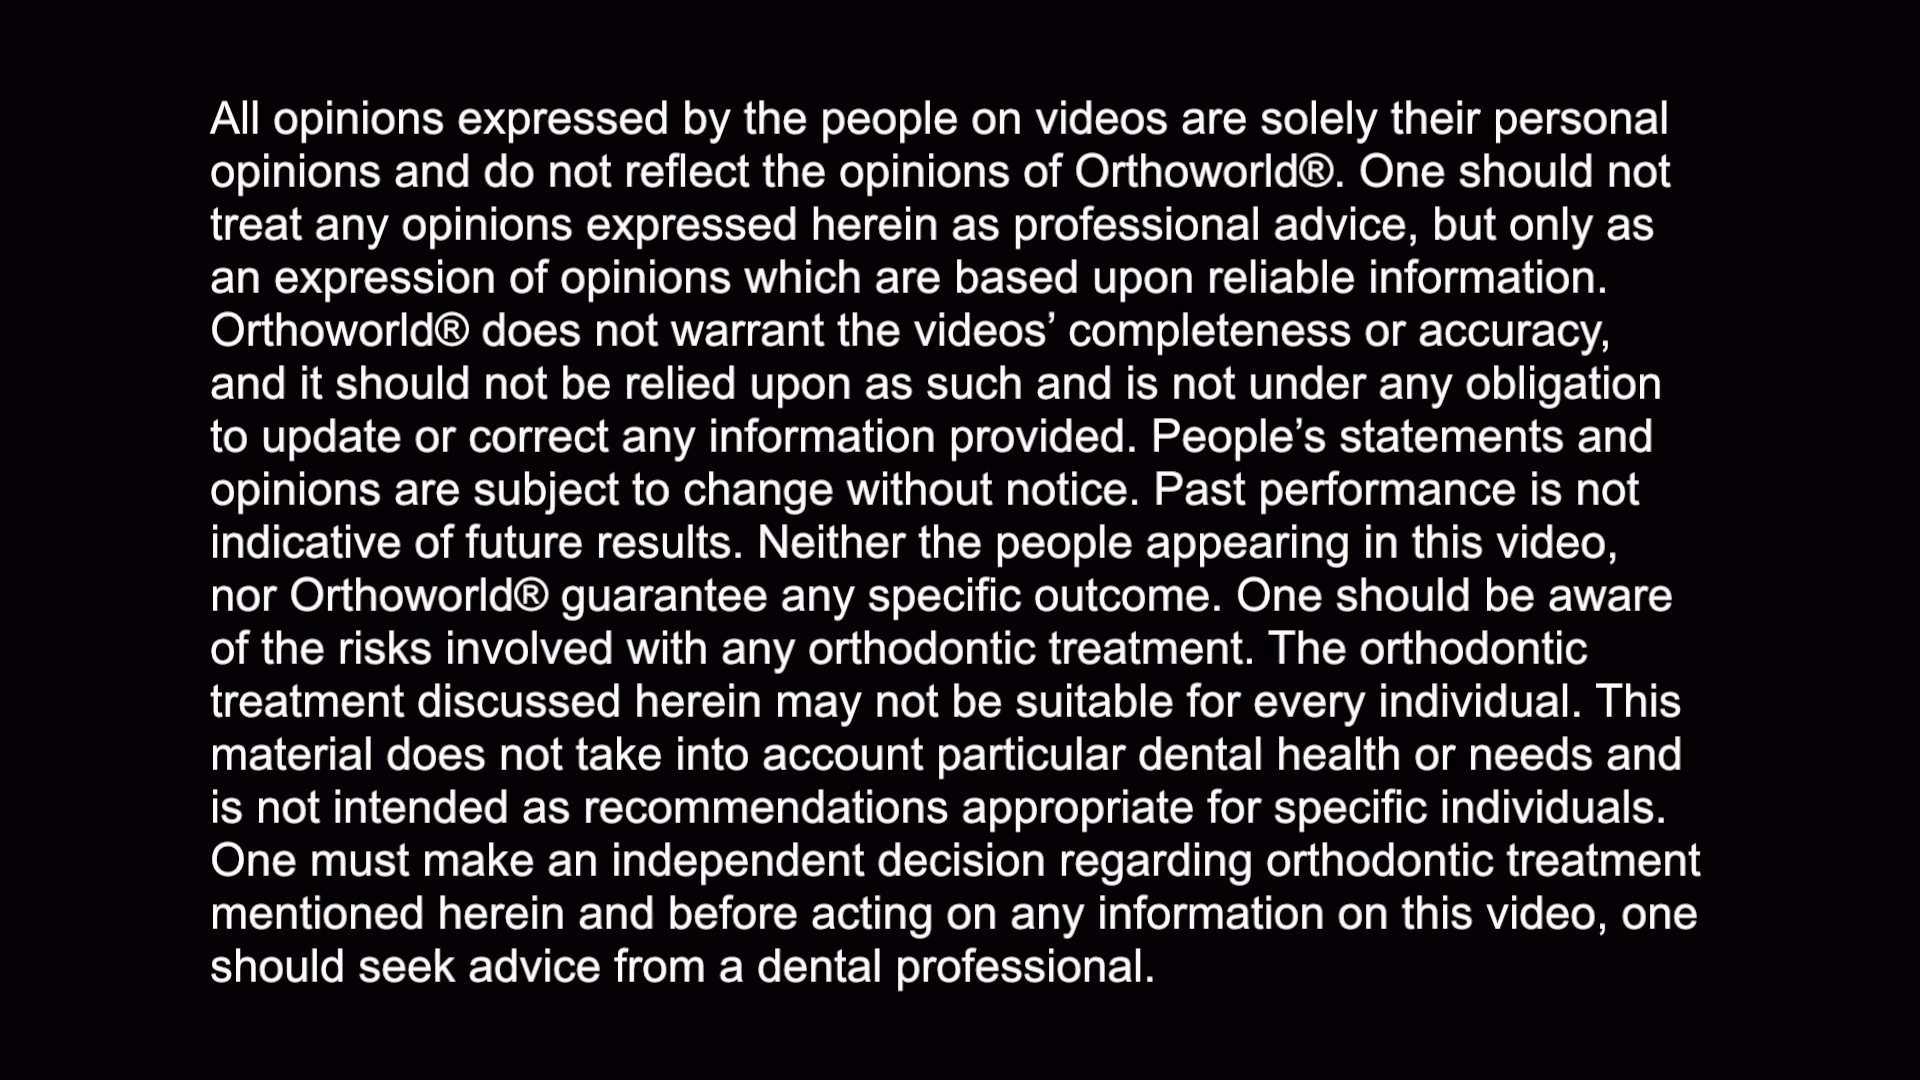 All opinions expressed by the people on videos are solely their personal
opinions and do not reflect the opinions of Orthoworld®. One should not
treat any opinions expressed herein as professional advice, but only as
an expression of opinions which are based upon reliable information.
Orthoworld® does not warrant the videos’ completeness or accuracy,
and it should not be relied upon as such and is not under any obligation
to update or correct any information provided. People’s statements and
opinions are subject to change without notice. Past performance is not
indicative of future results. Neither the people appearing in this video,
nor Orthoworld® guarantee any specific outcome. One should be aware
of the risks involved with any orthodontic treatment. The orthodontic
treatment discussed herein may not be suitable for every individual. This
material does not take into account particular dental health or needs and
is not intended as recommendations appropriate for specific individuals.
One must make an independent decision regarding orthodontic treatment
mentioned herein and before acting on any information on this video, one
should seek advice from a dental professional.